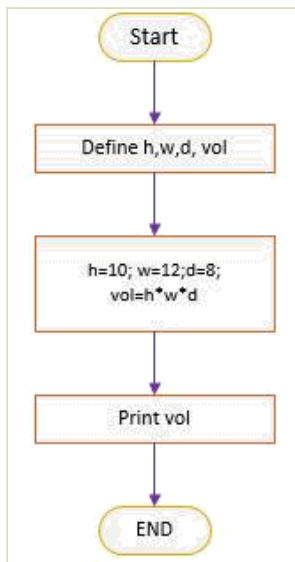 Start
Define h,w,d, vol
h=10; w=12;d=8;
vol=h*w*d
Print vol
END